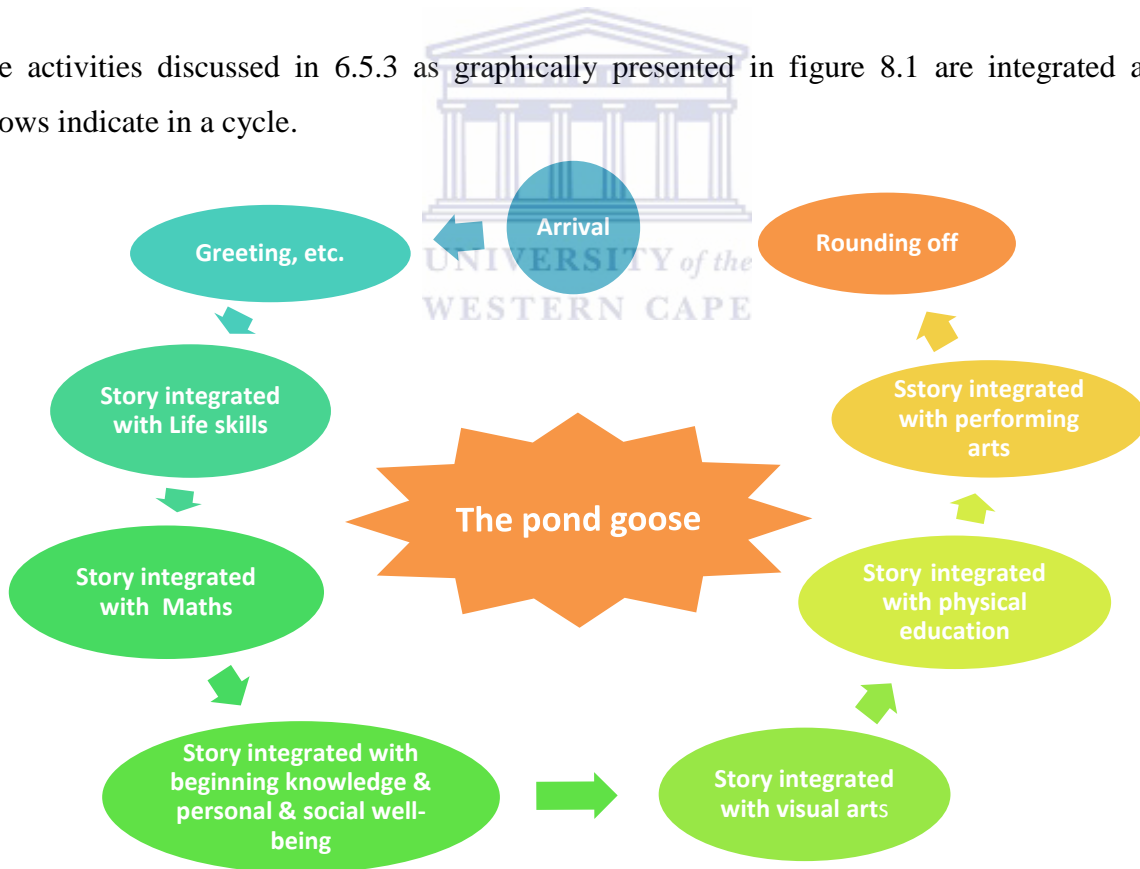 e activities discussed in 6.5.3 as graphically presented in figure 8.1 are integrated a
ows indicate in a cycle.
UNIVERSITY of the
WESTERN CAPE
Arrival
Greeting, etc.
Story integrated
with Life skills
Story integrated
with Maths
Story integrated with
beginning knowledge &
personal & social well-
being
Story integrated
with visual arts
Story integrated
with physical
education
Sstory integrated
with performing
arts
Rounding off
The pond goose